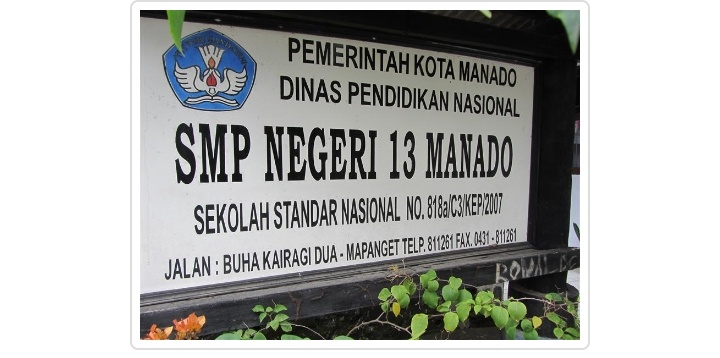 PEMERINTAH KOTA MANADO
DINAS PENDIDIKAN NASIONAL
SMP NEGERI 13 MANADO
SEKOLAH STANDAR NASIONAL NO. 818a/C3/KEP/2007
JALAN : BUHA KAIRAGI DUA - MAPANGET TELP. 811261 FAX. 0431 - 811261